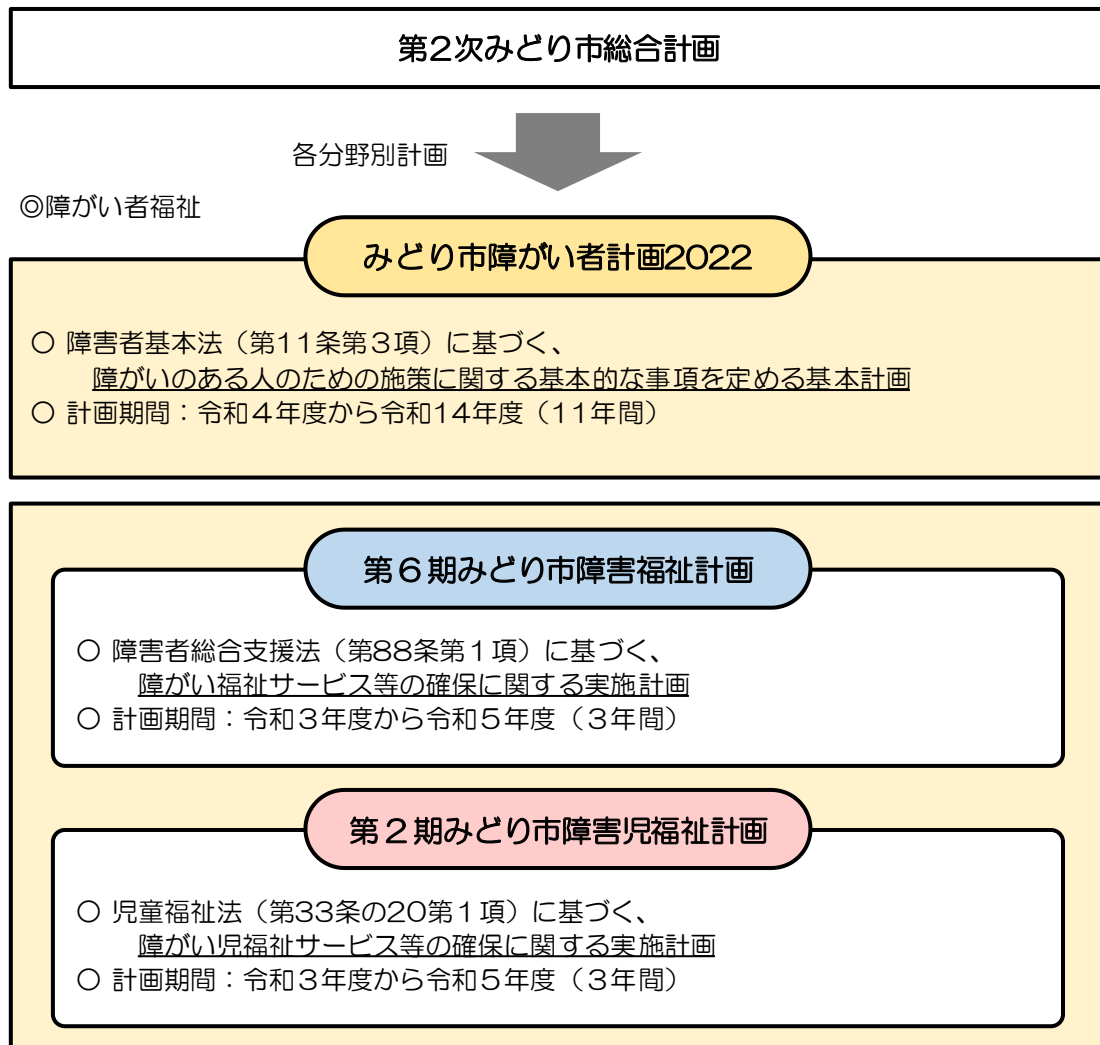 第2次みどり市総合計画
各分野別計画
◎障がい者福祉
みどり市障がい者計画2022
○ 障害者基本法（第11条第３項）に基づく、
障がいのある人のための施策に関する基本的な事項を定める基本計画
○ 計画期間：令和４年度から令和14年度（11年間）
第６期みどり市障害福祉計画
○ 障害者総合支援法（第88条第１項）に基づく、
障がい福祉サービス等の確保に関する実施計画
○ 計画期間：令和３年度から令和５年度（３年間）
第２期みどり市障害児福祉計画
○ 児童福祉法（第33条の20第１項）に基づく、
障がい児福祉サービス等の確保に関する実施計画
○ 計画期間：令和３年度から令和５年度（３年間）